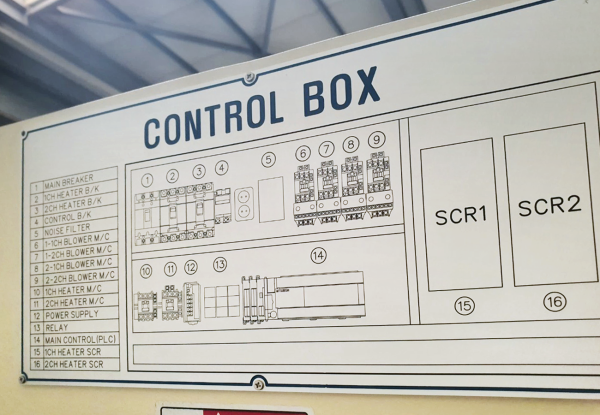 CONTROL BOX
1 MAIN BREAKER
2 1CH HEATER B/K
3 2CH HEATER B/K
4 CONTROL B/K
5 NOISE FILTER
6 1-1CH BLOWER M/C
7 1-2CH BLOWER M/C
8 2-1CH BLOWER M/C
9 2-2CH BLOWER M/C
10 1CH HEATER M/C
11 2CH HEATER M/C
12 POWER SUPPLY
13 RELAY
14 MAIN CONTROL(PLC)
15 1CH HEATER SCR
16 2CH HEATER SCR
1 2 3 4 5 6 7 8 9
10 11 12 13 14
SCR1 SCR2
15 16